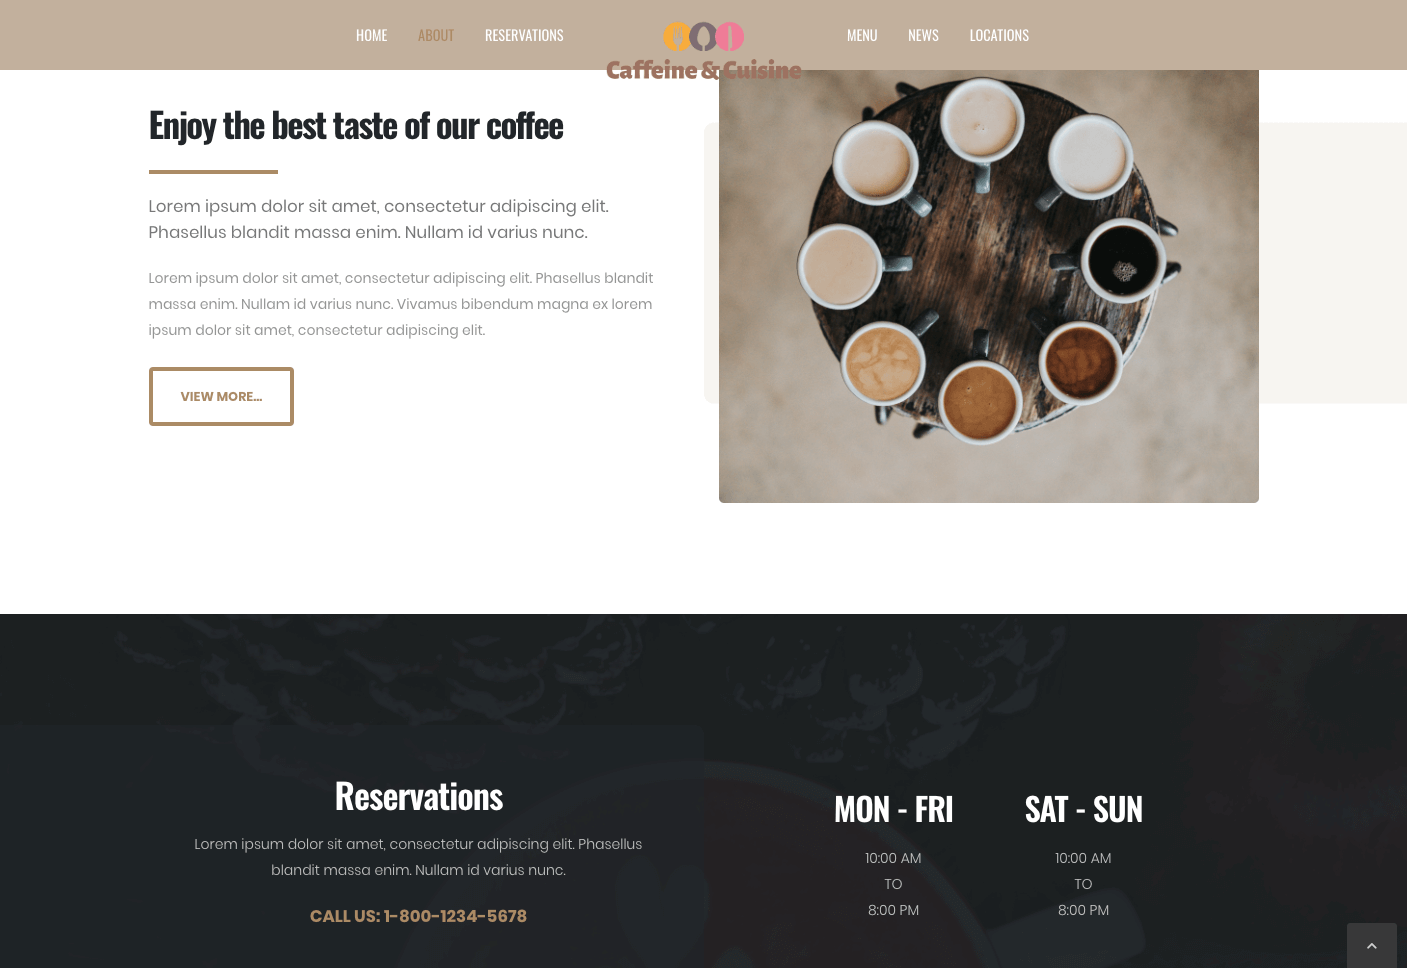 HOME ABOUT RESERVATIONS
Caffeine & Cuisine
MENU NEWS LOCATIONS
Enjoy the best taste of our coffee
Lorem ipsum dolor sit amet, consectetur adipiscing elit.
Phasellus blandit massa enim. Nullam id varius nunc.
Lorem ipsum dolor sit amet, consectetur adipiscing elit. Phasellus blandit
massa enim. Nullam id varius nunc. Vivamus bibendum magna ex lorem
ipsum dolor sit amet, consectetur adipiscing elit.
VIEW MORE...
Reservations
Lorem ipsum dolor sit amet, consectetur adipiscing elit. Phasellus
blandit massa enim. Nullam id varius nunc.
CALL US: 1-800-1234-5678
MON - FRI
10:00 AM
TO
8:00 PM
SAT - SUN
10:00 AM
TO
8:00 PM